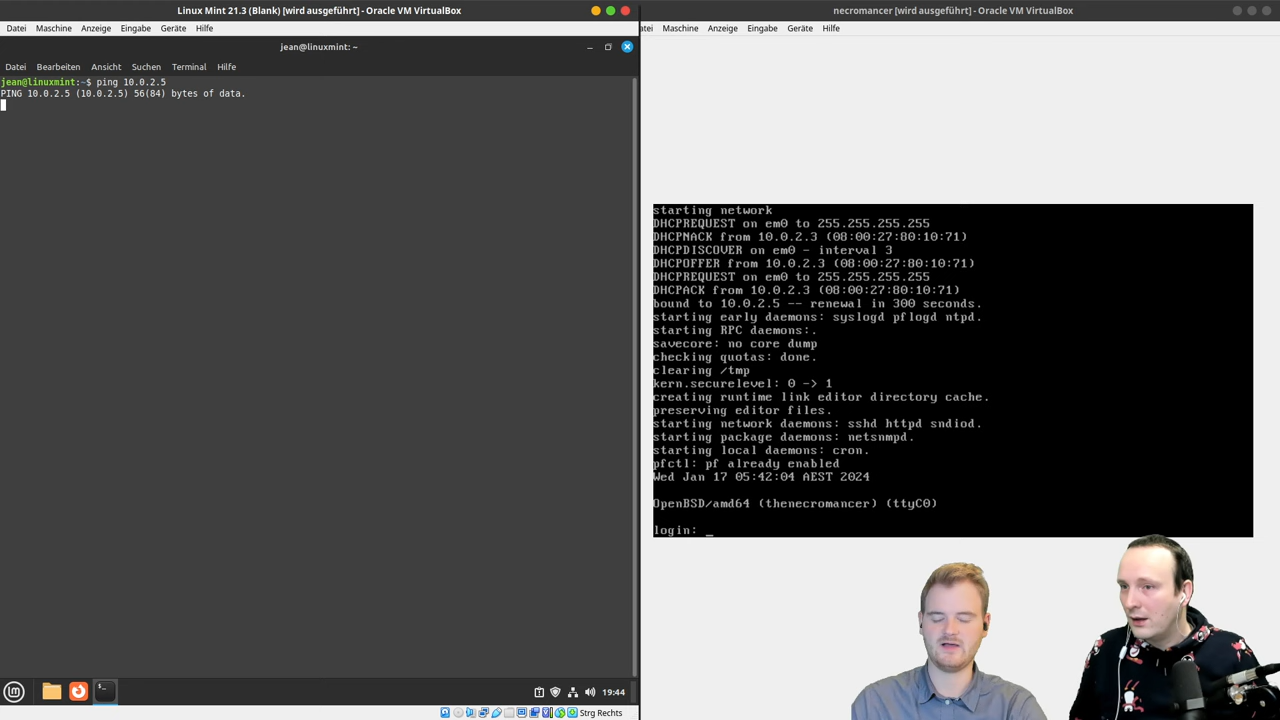 Linux Mint 21.3 (Blank) [wird ausgeführt] - Oracle VM VirtualBox
Datei Maschine Anzeige Eingabe Geräte Hilfe
jean@linuxmint: ~
Datei Bearbeiten Ansicht Suchen Terminal Hilfe
jean@linuxmint:~$ ping 10.0.2.5
PING 10.0.2.5 (10.0.2.5) 56(84) bytes of data.
19:44
Strg Rechts
necromancer [wird ausgeführt] - Oracle VM VirtualBox
atei Maschine Anzeige Eingabe Geräte Hilfe
starting network
DHCPREQUEST on em0 to 255.255.255.255
DHCPNACK from 10.0.2.3 (08:00:27:80:10:71)
DHCPDISCOVER on em0 - interval 3
DHCPOFFER from 10.0.2.3 (08:00:27:80:10:71)
DHCPREQUEST on em0 to 255.255.255.255
DHCPACK from 10.0.2.3 (08:00:27:80:10:71)
bound to 10.0.2.5 -- renewal in 300 seconds.
starting early daemons: syslogd pflogd ntpd.
starting RPC daemons:.
savecore: no core dump
checking quotas: done.
clearing /tmp
kern.securelevel: 0 -> 1
creating runtime link editor directory cache.
preserving editor files.
starting network daemons: sshd httpd sndiod.
starting package daemons: netsnmpd.
starting local daemons: cron.
pfctl: pf already enabled
Wed Jan 17 05:42:04 AEST 2024
OpenBSD/amd64 (thenecromancer) (ttyC0)
login: _